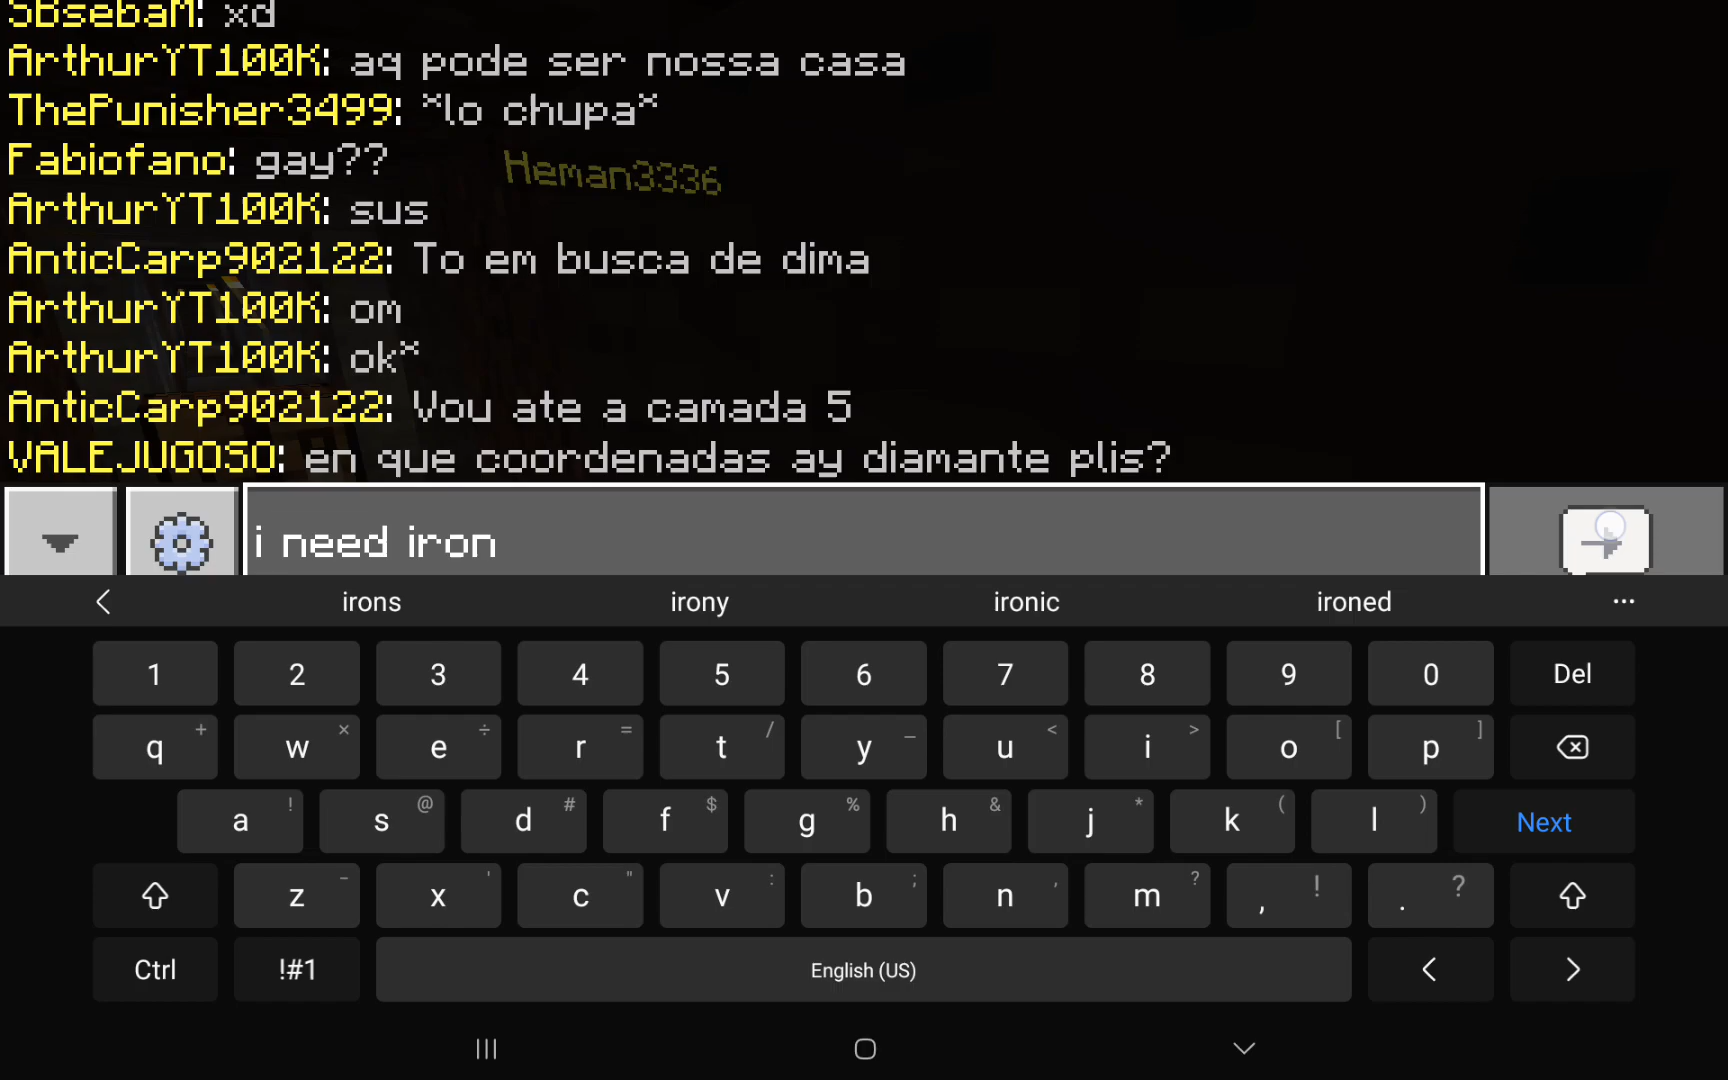 SBsebaM: xd
ArthurYT100K: aq pode ser nossa casa
ThePunisher3499: *lo chupa*
Fabiofano: gay??
Heman3336
ArthurYT100K: sus
AnticCarp902122: To em busca de dima
ArthurYT100K: om
ArthurYT100K: ok*
AnticCarp902122: Vou ate a camada 5
VALEJUGOSO: en que coordenadas ay diamante plis?
i need iron
irons irony ironic ironed ...
1 2 3 4 5 6 7 8 9 0 Del
q + w × e ÷ r = t / y _ u < i > o [ p ]
a ! s @ d # f $ g % h & j * k ( l ) Next
z - x ' c " v : b ; n , m ? , ! . ?
Ctrl !#1 English (US) < >